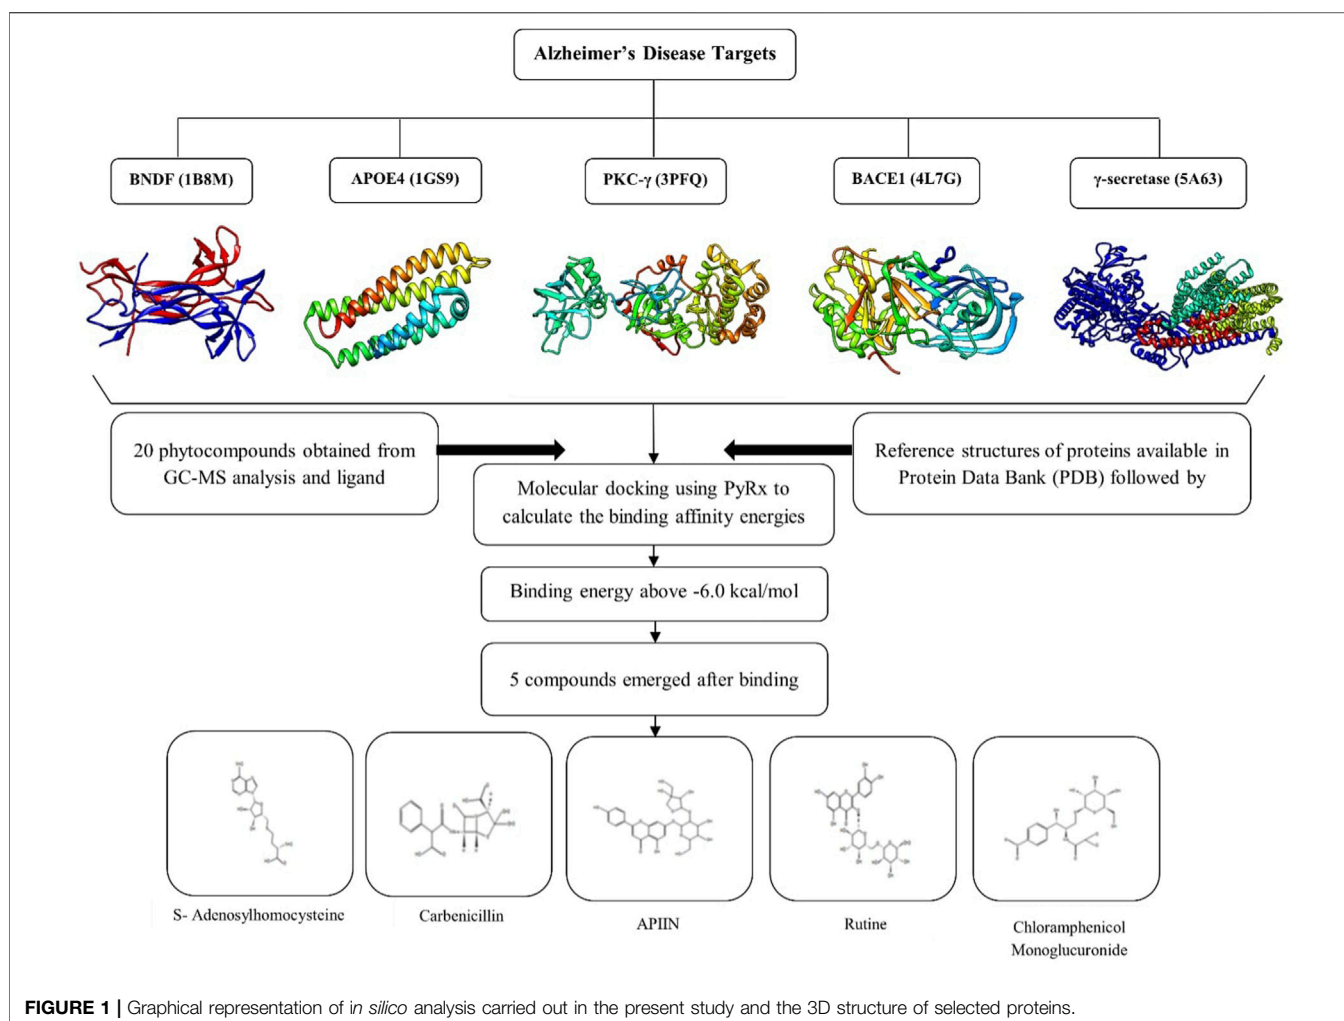 Alzheimer's Disease Targets
BNDF (1B8M)
APOE4 (1GS9)
PKC-γ (3PFQ)
BACE1 (4L7G)
γ-secretase (5A63)
20 phytocompounds obtained from
GC-MS analysis and ligand
Reference structures of proteins available in
Protein Data Bank (PDB) followed by
Molecular docking using PyRx to
calculate the binding affinity energies
Binding energy above -6.0 kcal/mol
5 compounds emerged after binding
S- Adenosylhomocysteine
Carbenicillin
APIIN
Rutine
Chloramphenicol
Monoglucuronide
FIGURE 1 | Graphical representation of in silico analysis carried out in the present study and the 3D structure of selected proteins.